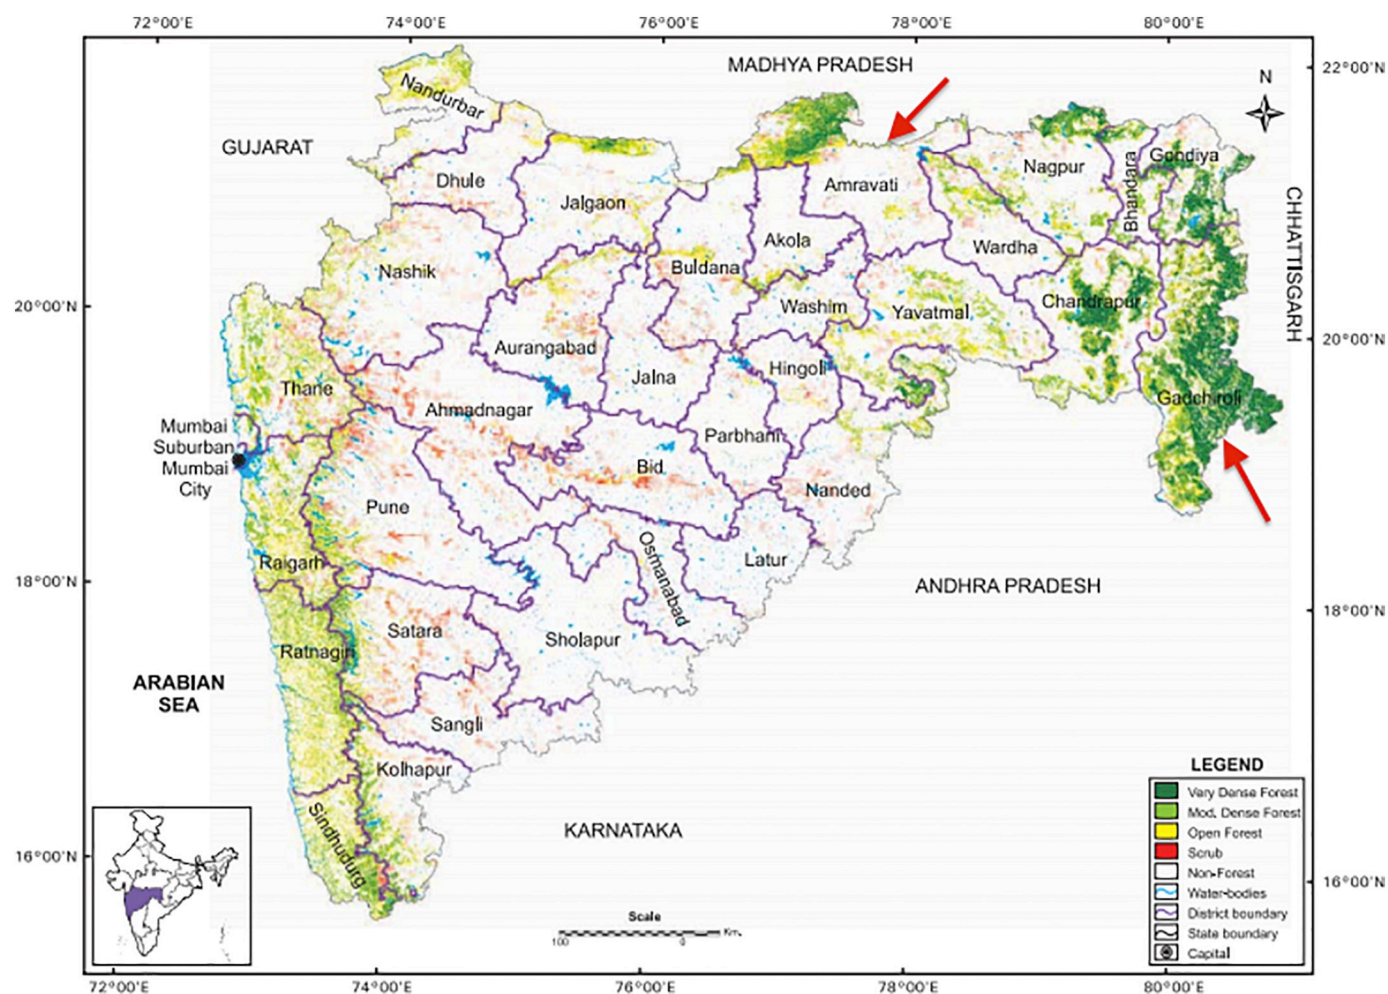 72°00'E 74°00'E 76°00'E 78°00'E 80°00'E
22°00'N
20°00'N
18°00'N
16°00'N
20°00'N
18°00'N
16°00'N
72°00'E 74°00'E 76°00'E 78°00'E 80°00'E
MADHYA PRADESH
GUJARAT
CHHATTISGARH
N
Nandurbar
Dhule
Jalgaon
Amravati
Nagpur
Bhandara
Gondiya
Nashik
Buldana
Akola
Wardha
Washim
Yavatmal
Chandrapur
Aurangabad
Jalna
Hingoli
Gadchiroli
Thane
Ahmadnagar
Parbhani
Mumbai
Suburban
Mumbai
City
Bid
Nanded
Pune
Raigarh
Osmanabad
Latur
ANDHRA PRADESH
Satara
Sholapur
Ratnagiri
ARABIAN
SEA
Sangli
Kolhapur
Sindhudurg
KARNATAKA
Scale
100 0 Km.
LEGEND
Very Dense Forest
Mod. Dense Forest
Open Forest
Scrub
Non-Forest
Water-bodies
District boundary
State boundary
Capital